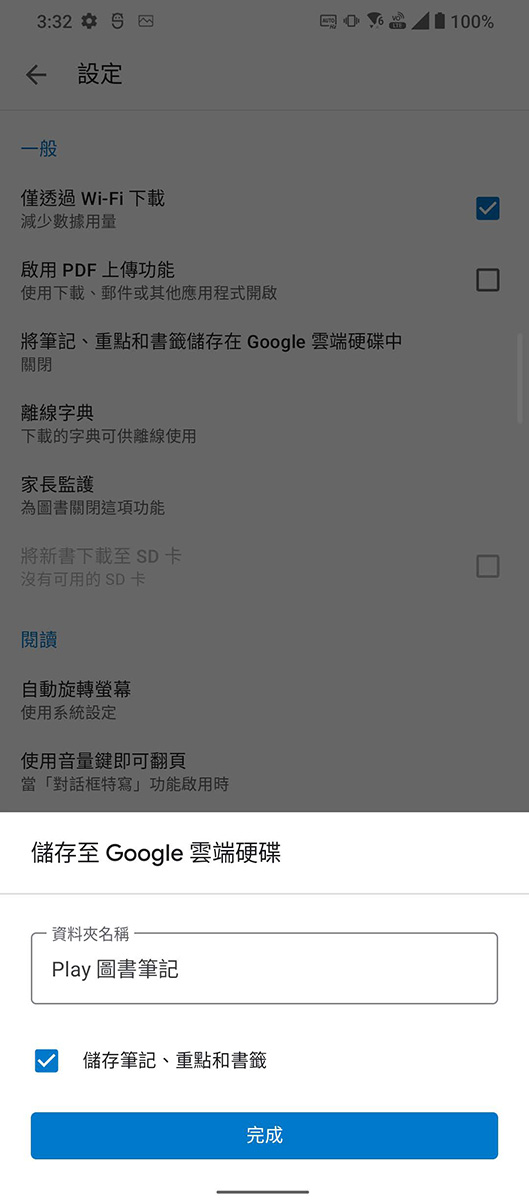 3:32
100%
設定
一般
僅透過 Wi-Fi 下載
減少數據用量
啟用 PDF 上傳功能
使用下載、郵件或其他應用程式開啟
將筆記、重點和書籤儲存在 Google 雲端硬碟中
關閉
離線字典
下載的字典可供離線使用
家長監護
為圖書關閉這項功能
將新書下載至 SD 卡
沒有可用的 SD 卡
閱讀
自動旋轉螢幕
使用系統設定
使用音量鍵即可翻頁
當「對話框特寫」功能啟用時
儲存至 Google 雲端硬碟
資料夾名稱
Play 圖書筆記
儲存筆記、重點和書籤
完成